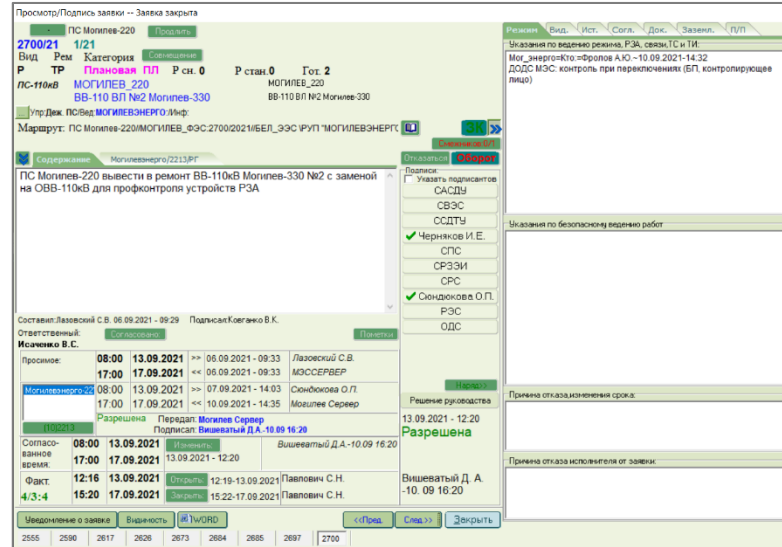 Просмотр/Подпись заявки -- Заявка закрыта
ПС Могилев-220 Продлить
2700/21 1/21
Вид Рем Категория Совмещение
Р ТР Плановая ПЛ Р сн. 0 Р стан.0 Гот. 2
ПС-110кВ МОГИЛЕВ_220 МОГИЛЕВ_220
ВВ-110 ВЛ №2 Могилев-330 ВВ-110 ВЛ №2 Могилев-330
Упр:Деж. ПС/Вед:МОГИЛЕВЭНЕРГО:/Инф:
Маршрут: ПС Могилев-220//МОГИЛЕВ_ФЭС:2700/2021//БЕЛ_ЭЭС \РУП "МОГИЛЕВЭНЕРГ( ЗК
Содержание Могилевэнерго/2213/РГ Отказаться Оборот
ПС Могилев-220 вывести в ремонт ВВ-110кВ Могилев-330 №2 с заменой
на ОВВ-110кВ для профконтроля устройств РЗА
Подписи:
Указать подписантов
САСДУ
СВЭС
ССДТУ
Черняков И.Е.
СПС
СРЗЭИ
СРС
Сюндюкова О.П.
РЭС
ОДС
Составил:Лазовский С.В. 06.09.2021 - 09:29 Подписал:Ковганко В.К.
Ответственный: Согласовано Пометки
Исаченко В.С.
Просимое: 08:00 13.09.2021 >> 06.09.2021 - 09:33 Лазовский С.В.
17:00 17.09.2021 << 06.09.2021 - 09:33 МЭССЕРВЕР
Могилевэнерго-22 08:00 13.09.2021 >> 07.09.2021 - 14:03 Сюндюкова О.П.
17:00 17.09.2021 << 10.09.2021 - 14:35 Могилев Сервер
Разрешена Передал: Могилев Сервер
(10)2213 Подписал: Вишеватый Д.А.-10.09 16:20
Согласо-
ванное
время:
08:00 13.09.2021 Изменить: Вишеватый Д.А.-10.09 16:20
17:00 17.09.2021 13.09.2021 - 12:20
Факт. 12:16 13.09.2021 Открыть: 12:19-13.09.2021 Павлович С.Н.
4/3:4 15:20 17.09.2021 Закрыть: 15:22-17.09.2021 Павлович С.Н.
Наряд>>
Решение руководства
13.09.2021 - 12:20
Разрешена
Вишеватый Д. А.
-10. 09 16:20
Уведомление о заявке Видимость WORD <<Пред. След.>> Закрыть
2555 2590 2617 2626 2673 2684 2685 2697 2700
Режим Вид. Ист. Согл. Док. Заземл. П/П
Указания по ведению режима, РЗА, связи,ТС и ТИ:
Мог_энерго=Кто.=Фролов А.Ю.~10.09.2021-14:32
ДОДС МЭС: контроль при переключениях (БП, контролирующее
лицо)
Указания по безопасному ведению работ
Причина отказа,изменения срока:
Причина отказа исполнителя от заявки: